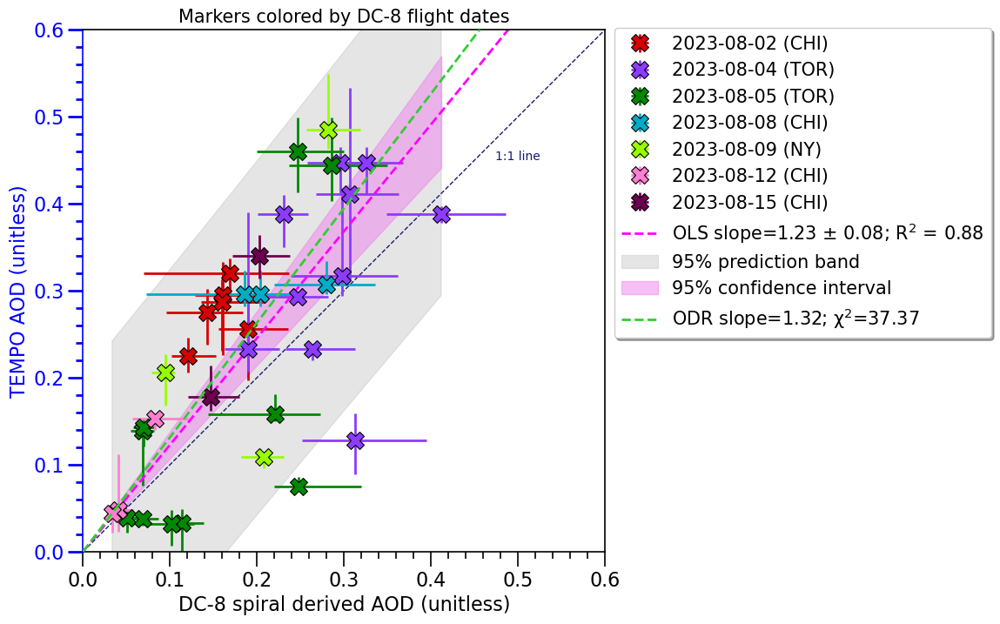 Markers colored by DC-8 flight dates
TEMPO AOD (unitless)
0.6
0.5
0.4
0.3
0.2
0.1
0.0
1:1 line
0.0 0.1 0.2 0.3 0.4 0.5 0.6
DC-8 spiral derived AOD (unitless)
2023-08-02 (CHI)
2023-08-04 (TOR)
2023-08-05 (TOR)
2023-08-08 (CHI)
2023-08-09 (NY)
2023-08-12 (CHI)
2023-08-15 (CHI)
OLS slope=1.23 ± 0.08; R² = 0.88
95% prediction band
95% confidence interval
ODR slope=1.32; χ²=37.37